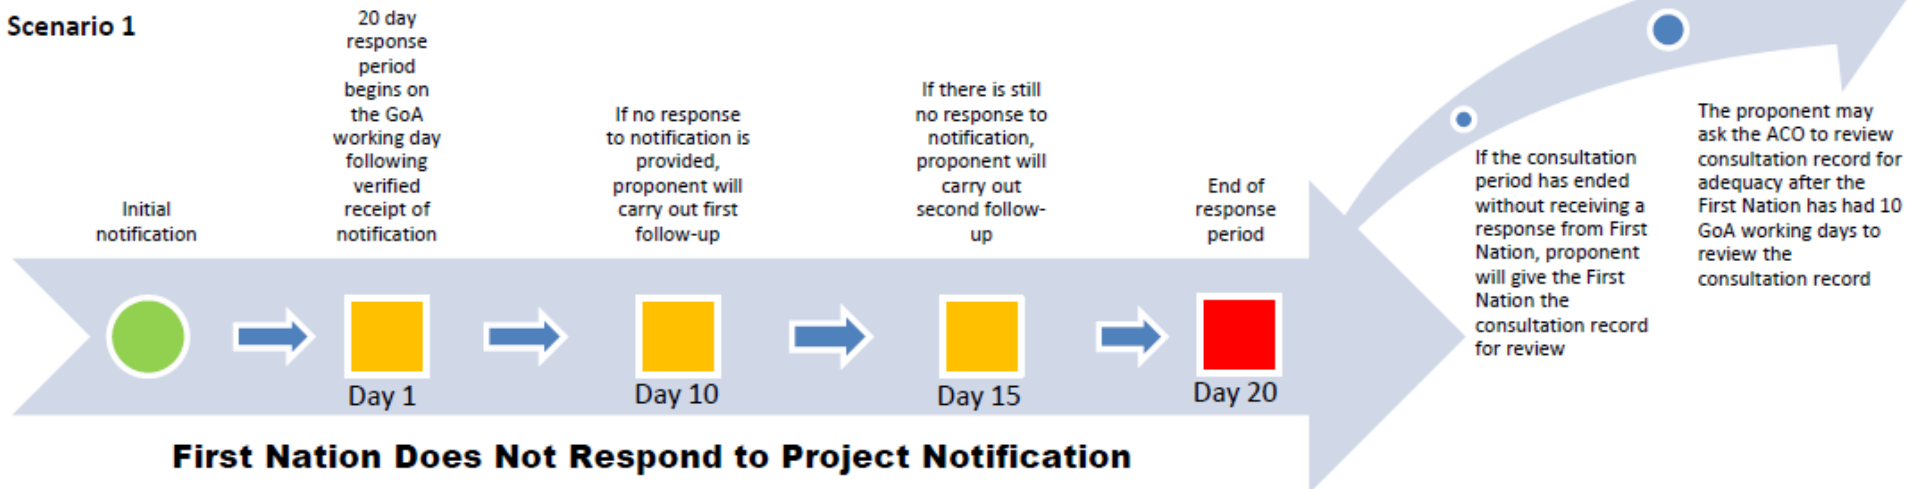 Scenario 1
Initial
notification
20 day
response
period
begins on
the GoA
working day
following
verified
receipt of
notification
If no response
to notification is
provided,
proponent will
carry out first
follow-up
If there is still
no response to
notification,
proponent will
carry out
second follow-
up
End of
response
period
Day 1
Day 10
Day 15
Day 20
If the consultation
period has ended
without receiving a
response from First
Nation, proponent
will give the First
Nation the
consultation record
for review
The proponent may
ask the ACO to review
consultation record for
adequacy after the
First Nation has had 10
GoA working days to
review the
consultation record
First Nation Does Not Respond to Project Notification